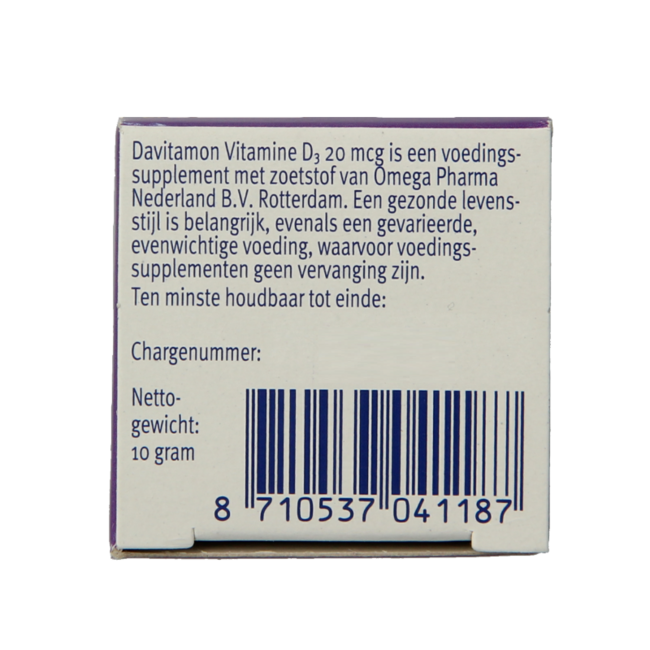 Davitamon Vitamine D₃ 20 mcg is een voedings-
supplement met zoetstof van Omega Pharma
Nederland B.V. Rotterdam. Een gezonde levens-
stijl is belangrijk, evenals een gevarieerde,
evenwichtige voeding, waarvoor voedings-
supplementen geen vervanging zijn.
Ten minste houdbaar tot einde:
Chargenummer:
Netto-
gewicht:
10 gram
8 710537 041187